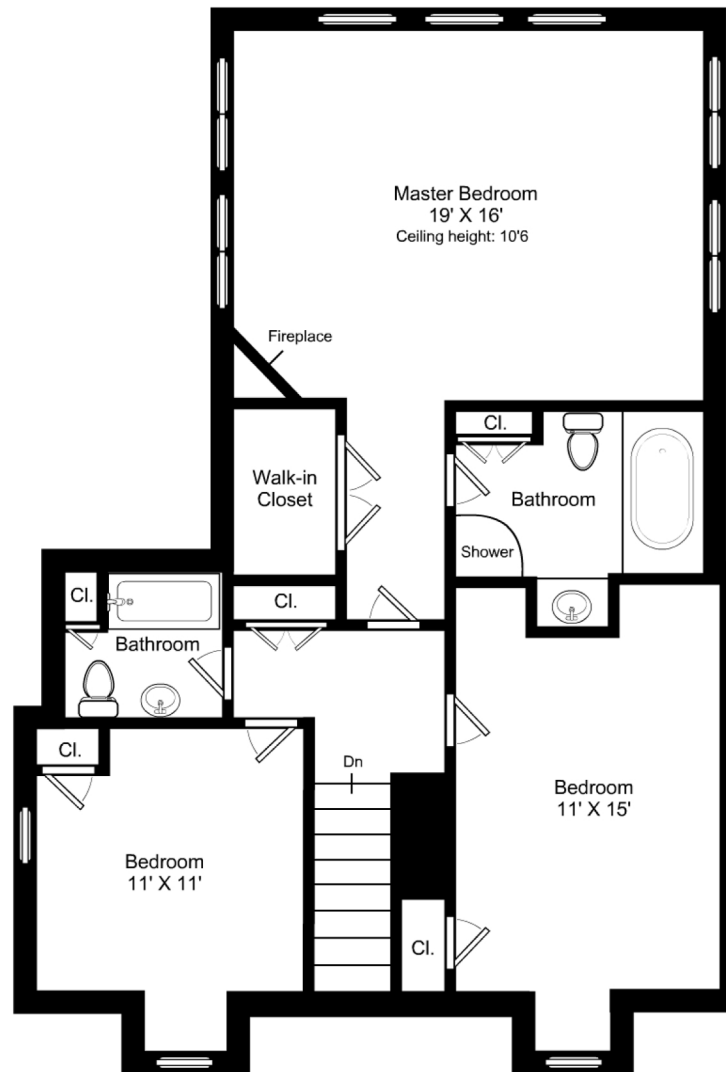 Master Bedroom
19' X 16'
Ceiling height: 10'6
Fireplace
Cl.
Walk-in
Closet
Bathroom
Shower
Cl.
Cl.
Bathroom
Cl.
Dn
Bedroom
11' X 15'
Bedroom
11' X 11'
Cl.